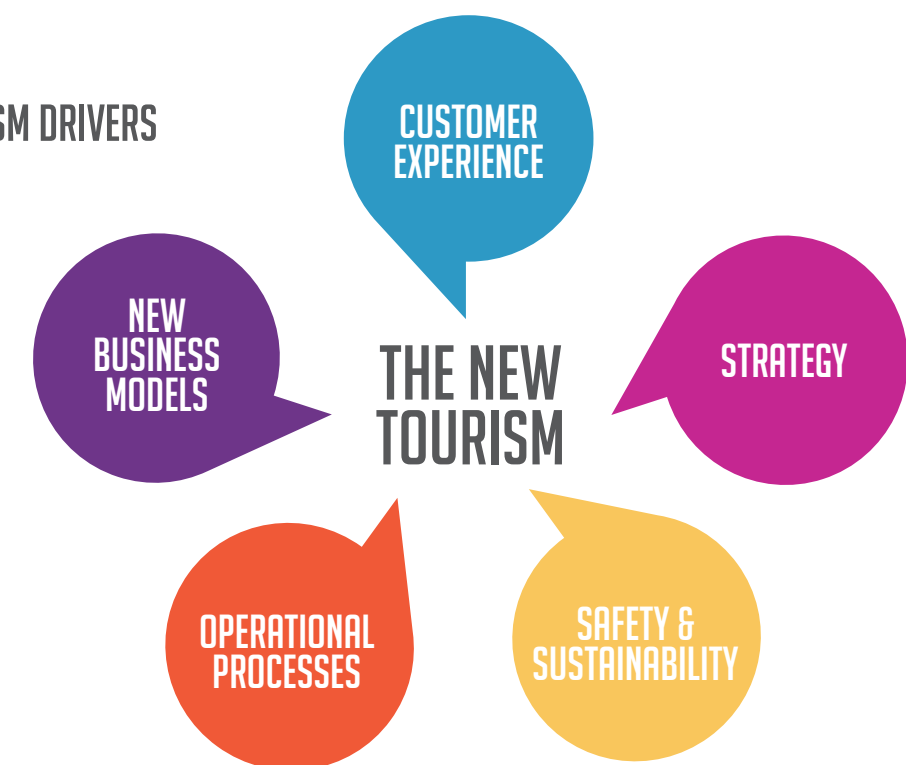 SM DRIVERS
CUSTOMER
EXPERIENCE
NEW
BUSINESS
MODELS
THE NEW
TOURISM
STRATEGY
OPERATIONAL
PROCESSES
SAFETY &
SUSTAINABILITY